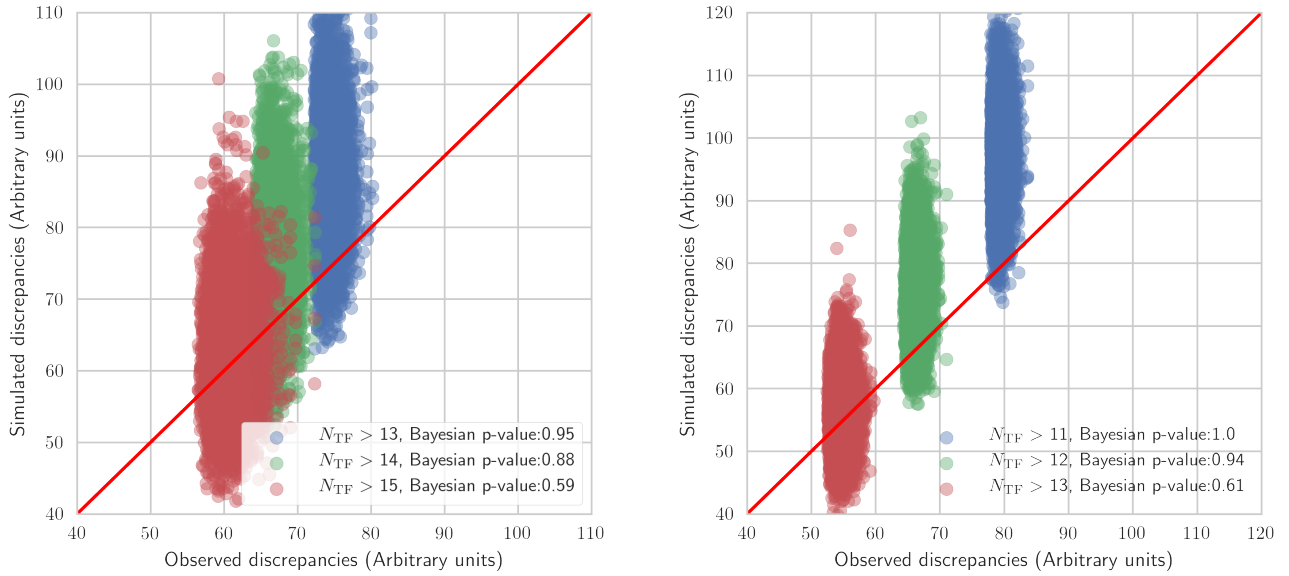 110
100
90
80
70
60
50
40
Simulated discrepancies (Arbitrary units)
N_TF > 13, Bayesian p-value:0.95
N_TF > 14, Bayesian p-value:0.88
N_TF > 15, Bayesian p-value:0.59
40 50 60 70 80 90 100 110
Observed discrepancies (Arbitrary units)
120
110
100
90
80
70
60
50
40
Simulated discrepancies (Arbitrary units)
N_TF > 11, Bayesian p-value:1.0
N_TF > 12, Bayesian p-value:0.94
N_TF > 13, Bayesian p-value:0.61
40 50 60 70 80 90 100 110 120
Observed discrepancies (Arbitrary units)